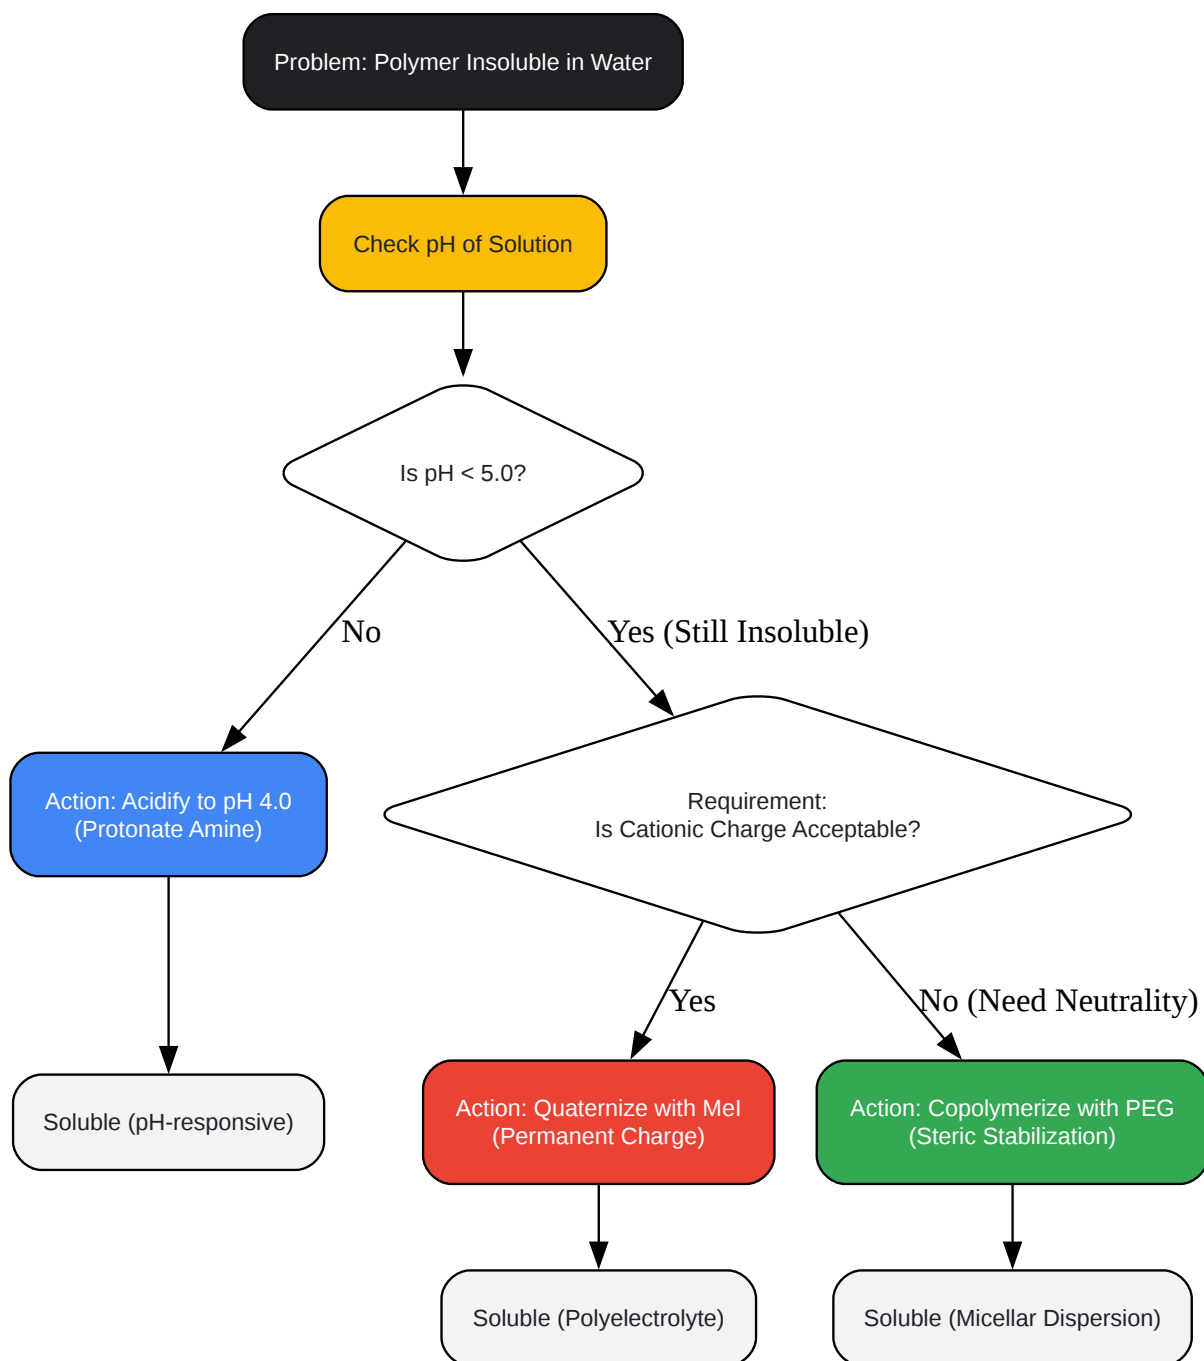 Problem: Polymer Insoluble in Water
Check pH of Solution
Is pH < 5.0?
No
Yes (Still Insoluble)
Action: Acidify to pH 4.0
(Protonate Amine)
Requirement:
Is Cationic Charge Acceptable?
Yes
No (Need Neutrality)
Soluble (pH-responsive)
Action: Quaternize with MeI
(Permanent Charge)
Action: Copolymerize with PEG
(Steric Stabilization)
Soluble (Polyelectrolyte)
Soluble (Micellar Dispersion)